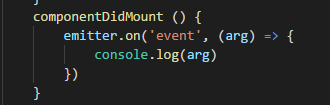 componentDidMount () {
emitter.on('event', (arg) => {
console.log(arg)
})
}